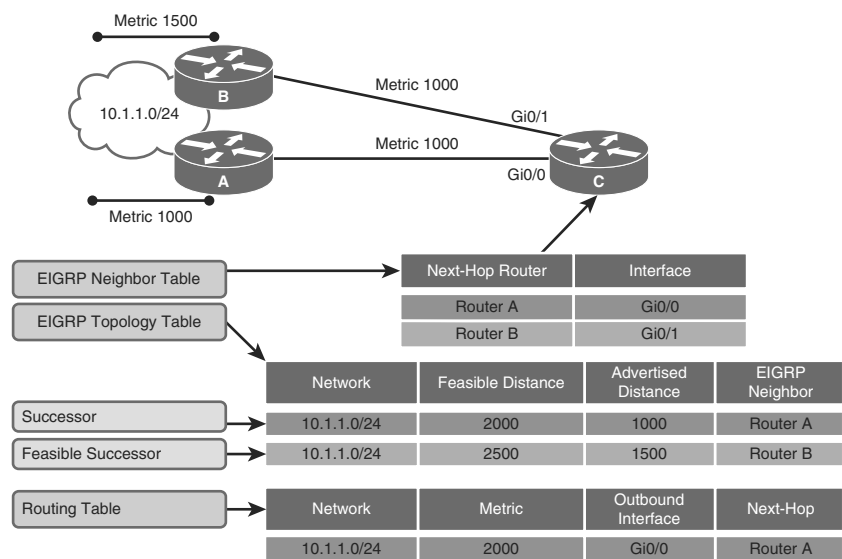 Metric 1500
B
Metric 1000
10.1.1.0/24
Gi0/1
Metric 1000
A
Gi0/0
C
Metric 1000
EIGRP Neighbor Table
Next-Hop Router Interface
Router A Gi0/0
Router B Gi0/1
EIGRP Topology Table
Network Feasible Distance Advertised Distance EIGRP Neighbor
Successor
10.1.1.0/24 2000 1000 Router A
Feasible Successor
10.1.1.0/24 2500 1500 Router B
Routing Table
Network Metric Outbound Interface Next-Hop
10.1.1.0/24 2000 Gi0/0 Router A